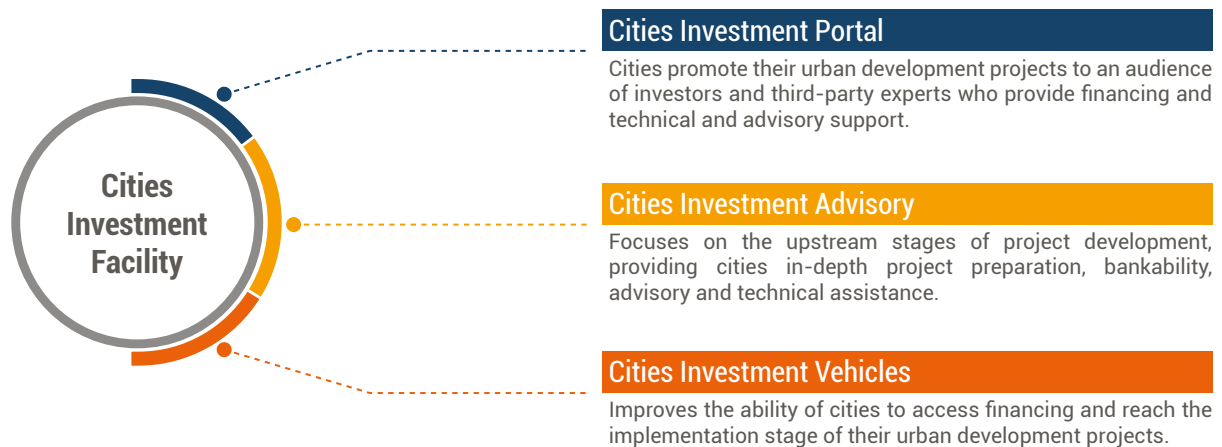 Cities
Investment
Facility
Cities Investment Portal
Cities promote their urban development projects to an audience
of investors and third-party experts who provide financing and
technical and advisory support.
Cities Investment Advisory
Focuses on the upstream stages of project development,
providing cities in-depth project preparation, bankability,
advisory and technical assistance.
Cities Investment Vehicles
Improves the ability of cities to access financing and reach the
implementation stage of their urban development projects.